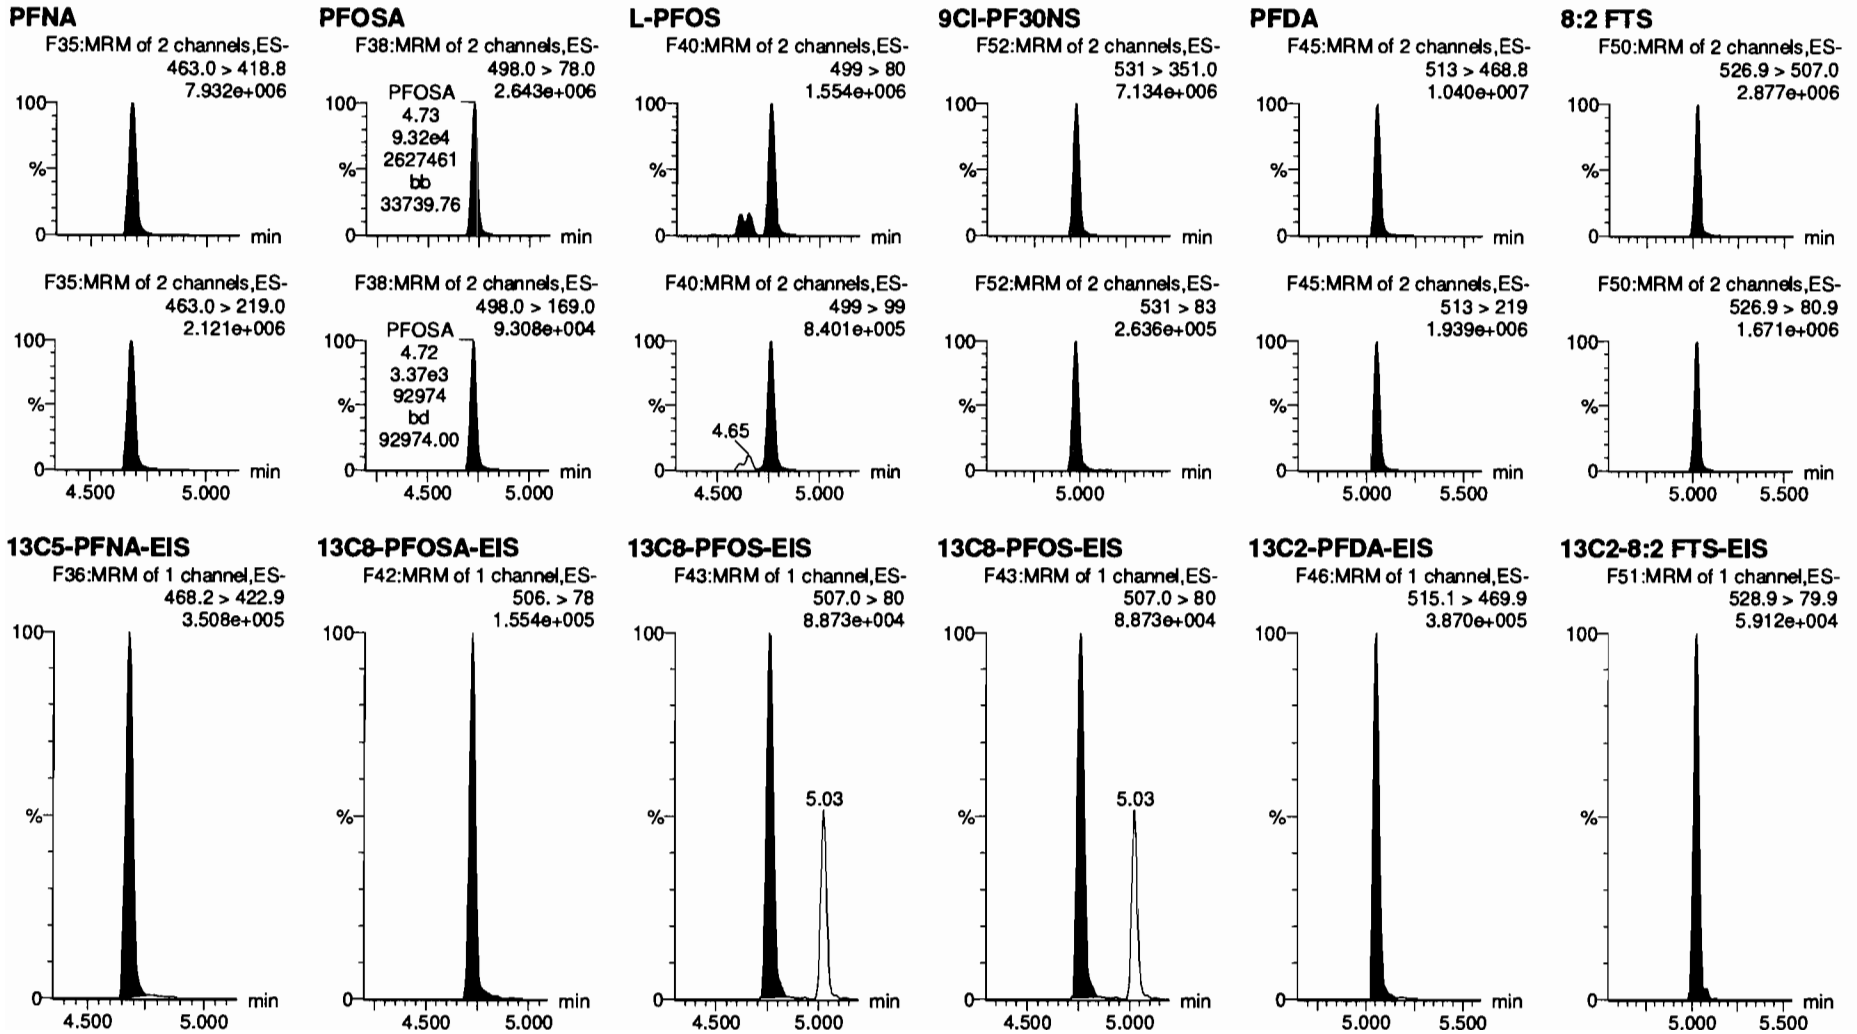 PFNA
F35:MRM of 2 channels,ES-
463.0 > 418.8
7.932e+006
100
%
0
min
F35:MRM of 2 channels,ES-
463.0 > 219.0
2.121e+006
100
%
0
min
4.500 5.000
PFOSA
F38:MRM of 2 channels,ES-
498.0 > 78.0
2.643e+006
PFOSA
4.73
9.32e4
2627461
bb
33739.76
100
%
0
min
F38:MRM of 2 channels,ES-
498.0 > 169.0
9.308e+004
PFOSA
4.72
3.37e3
92974
bd
92974.00
100
%
0
min
4.500 5.000
L-PFOS
F40:MRM of 2 channels,ES-
499 > 80
1.554e+006
100
%
0
min
F40:MRM of 2 channels,ES-
499 > 99
8.401e+005
100
%
4.65
0
min
4.500 5.000
9Cl-PF30NS
F52:MRM of 2 channels,ES-
531 > 351.0
7.134e+006
100
%
0
min
F52:MRM of 2 channels,ES-
531 > 83
2.636e+005
100
%
0
min
5.000
PFDA
F45:MRM of 2 channels,ES-
513 > 468.8
1.040e+007
100
%
0
min
F45:MRM of 2 channels,ES-
513 > 219
1.939e+006
100
%
0
min
5.000 5.500
8:2 FTS
F50:MRM of 2 channels,ES-
526.9 > 507.0
2.877e+006
100
%
0
min
F50:MRM of 2 channels,ES-
526.9 > 80.9
1.671e+006
100
%
0
min
5.000 5.500
13C5-PFNA-EIS
F36:MRM of 1 channel,ES-
468.2 > 422.9
3.508e+005
100
%
0
min
4.500 5.000
13C8-PFOSA-EIS
F42:MRM of 1 channel,ES-
506. > 78
1.554e+005
100
%
0
min
4.500 5.000
13C8-PFOS-EIS
F43:MRM of 1 channel,ES-
507.0 > 80
8.873e+004
100
5.03
%
0
min
4.500 5.000
13C8-PFOS-EIS
F43:MRM of 1 channel,ES-
507.0 > 80
8.873e+004
100
5.03
%
0
min
4.500 5.000
13C2-PFDA-EIS
F46:MRM of 1 channel,ES-
515.1 > 469.9
3.870e+005
100
%
0
min
5.000 5.500
13C2-8:2 FTS-EIS
F51:MRM of 1 channel,ES-
528.9 > 79.9
5.912e+004
100
%
0
min
5.000 5.500